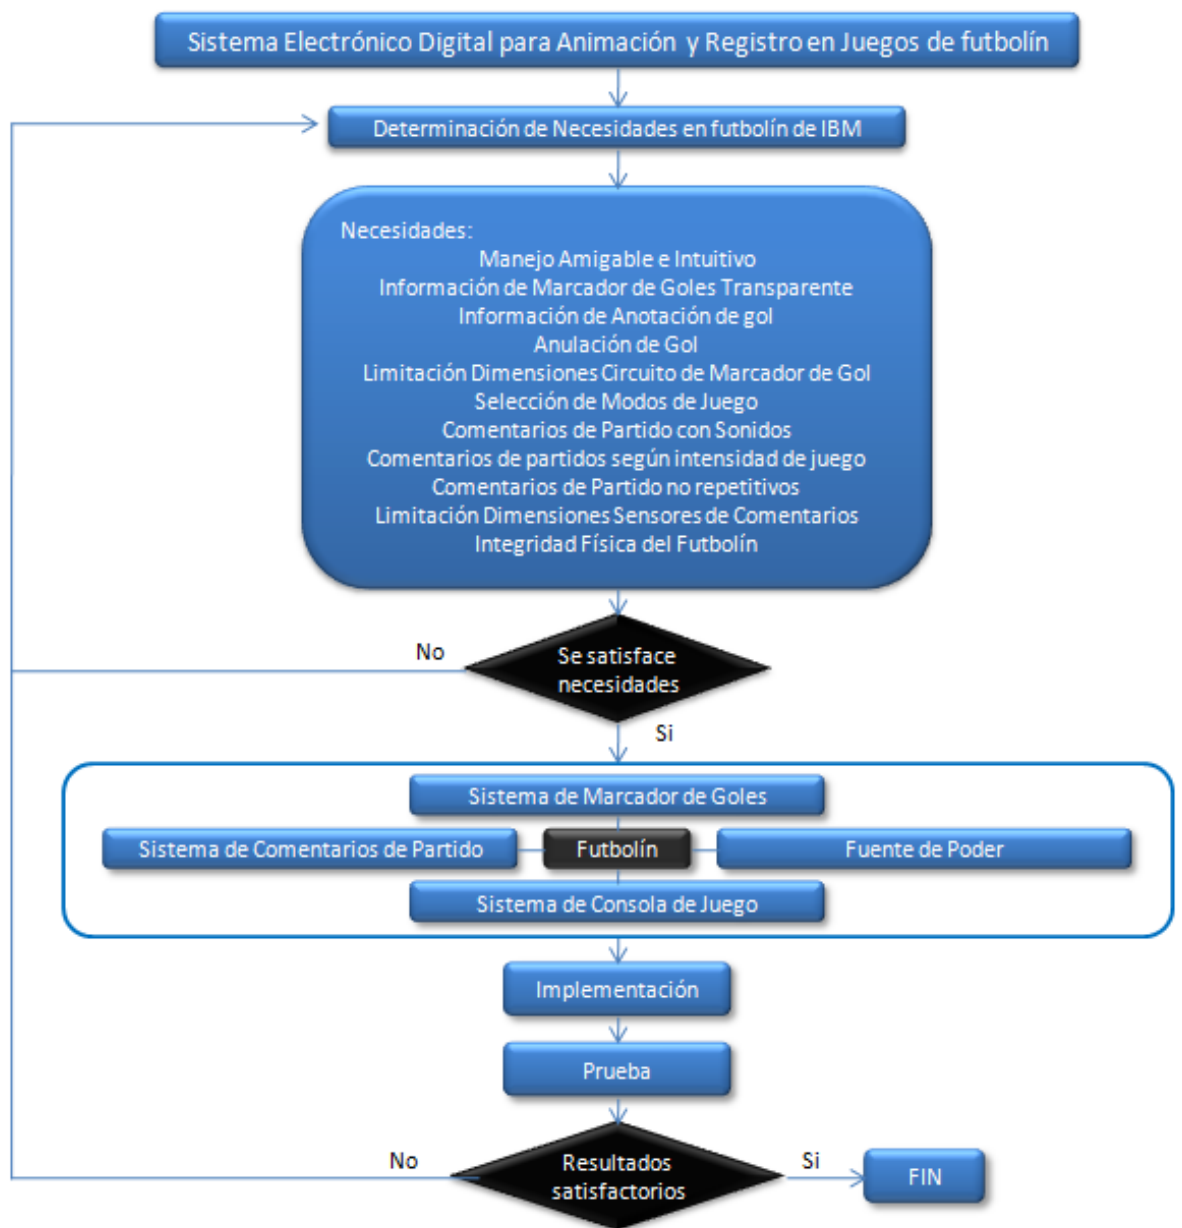 Sistema Electrónico Digital para Animación y Registro en Juegos de futbolín
Determinación de Necesidades en futbolín de IBM
Necesidades:
Manejo Amigable e Intuitivo
Información de Marcador de Goles Transparente
Información de Anotación de gol
Anulación de Gol
Limitación Dimensiones Circuito de Marcador de Gol
Selección de Modos de Juego
Comentarios de Partido con Sonidos
Comentarios de partidos según intensidad de juego
Comentarios de Partido no repetitivos
Limitación Dimensiones Sensores de Comentarios
Integridad Física del Futbolín
No
Se satisface
necesidades
Si
Sistema de Marcador de Goles
Sistema de Comentarios de Partido
Futbolín
Fuente de Poder
Sistema de Consola de Juego
Implementación
Prueba
No
Resultados
satisfactorios
Si
FIN